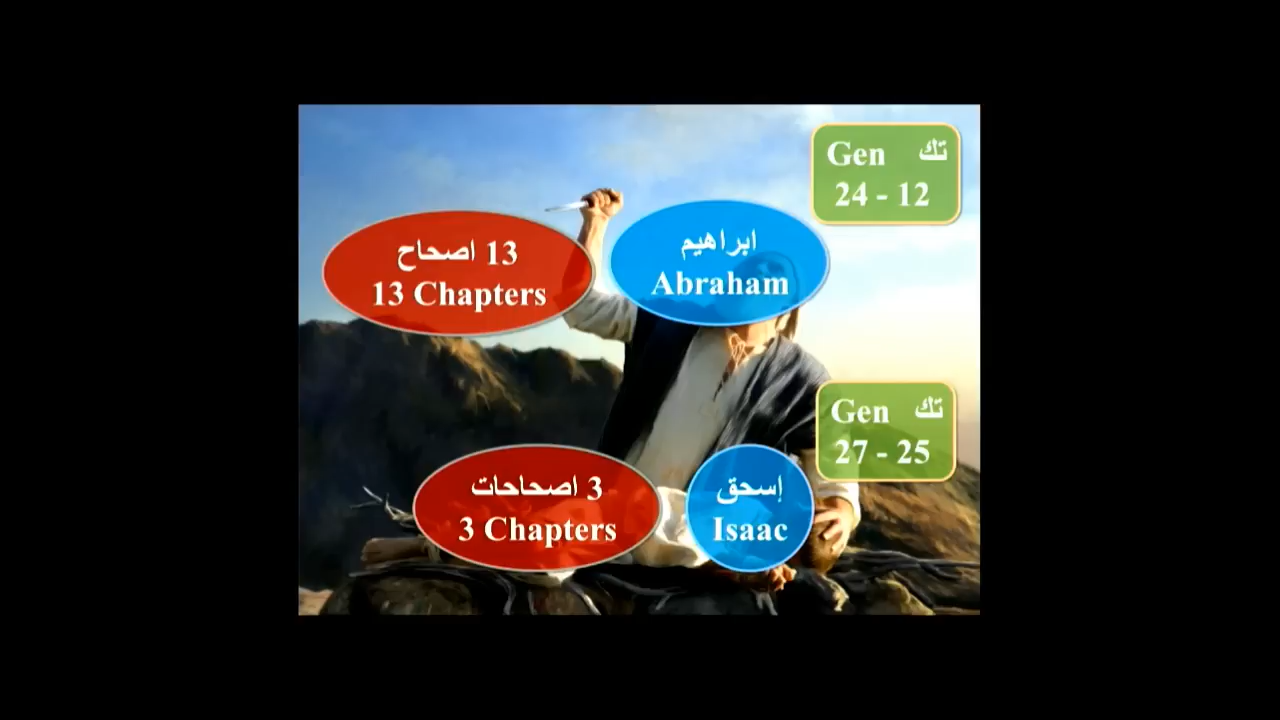 Gen تك
24 - 12
ابراهيم
Abraham
13 اصحاح
13 Chapters
Gen تك
27 - 25
إسحق
Isaac
3 اصحاحات
3 Chapters